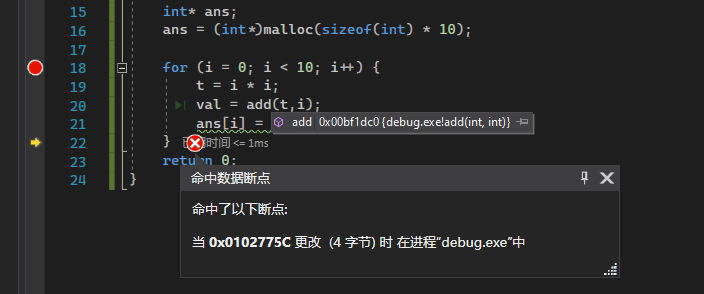 15 int* ans;
16 ans = (int*)malloc(sizeof(int) * 10);
17
18 for (i = 0; i < 10; i++) {
19 t = i * i;
20 val = add(t,i);
21 ans[i] =
add 0x00bf1dc0 {debug.exe!add(int, int)}
22 } 时间 <= 1ms
23 return 0;
24 }
命中数据断点
命中了以下断点:
当 0x0102775C 更改 (4 字节) 时 在进程"debug.exe"中